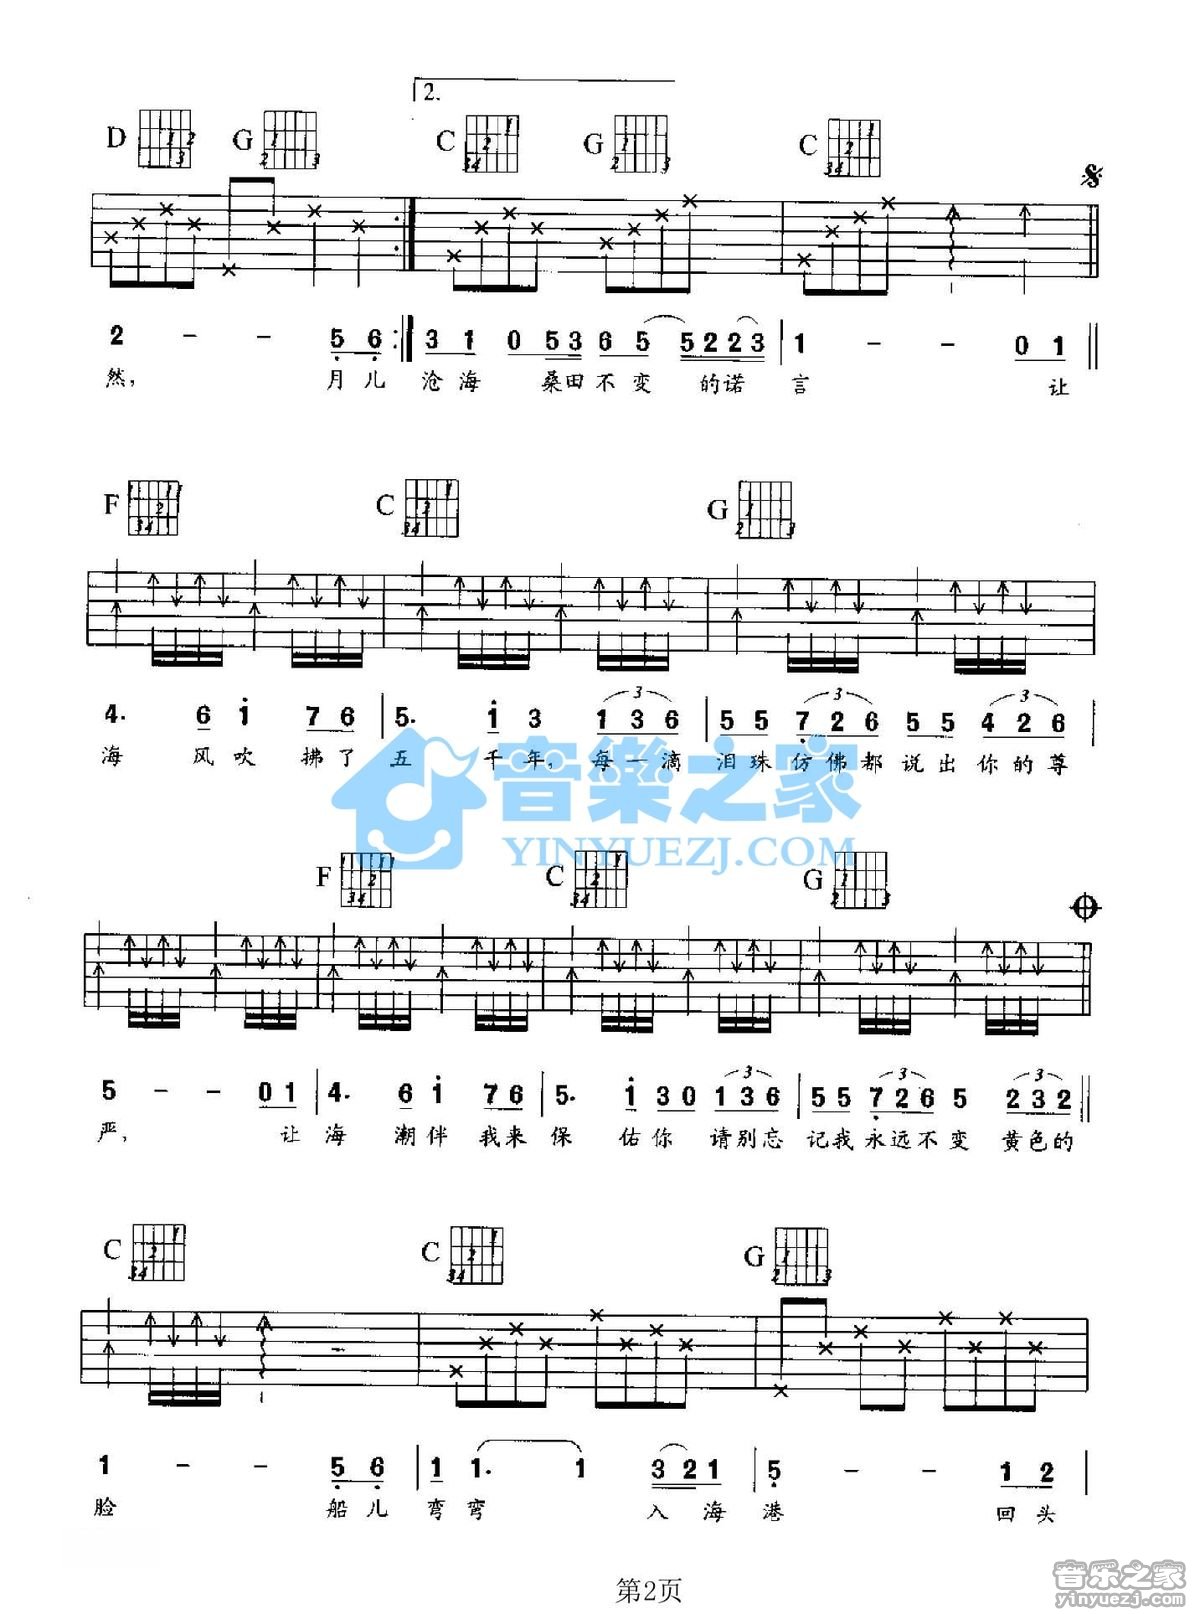 2.
D G C G C
2 - - 5 6 3 1 0 5 3 6 5 5 2 2 3 1 - - 0 1
然, 月儿沧海 桑田不变 的诺言 让
F C G
4. 6 1 7 6 5. 1 3 1 3 6 5 5 7 2 6 5 5 4 2 6
3 3 3
海 风吹 拂了五 千年, 每一滴 泪珠仿佛都说出你的尊
音樂之家
YINYUEZJ.COM
F C G
5 - - 0 1 4. 6 1 7 6 5. 1 3 0 1 3 6 5 5 7 2 6 5 2 3 2
3 3 3
严, 让海 潮伴 我来保 佑你 请别忘记我永远不变 黄色的
C C G
1 - - 5 6 1 1. 1 3 2 1 5 - - 1 2
脸 船儿弯弯 入海港 回头
第2页
音乐之家
yinyuezj.com